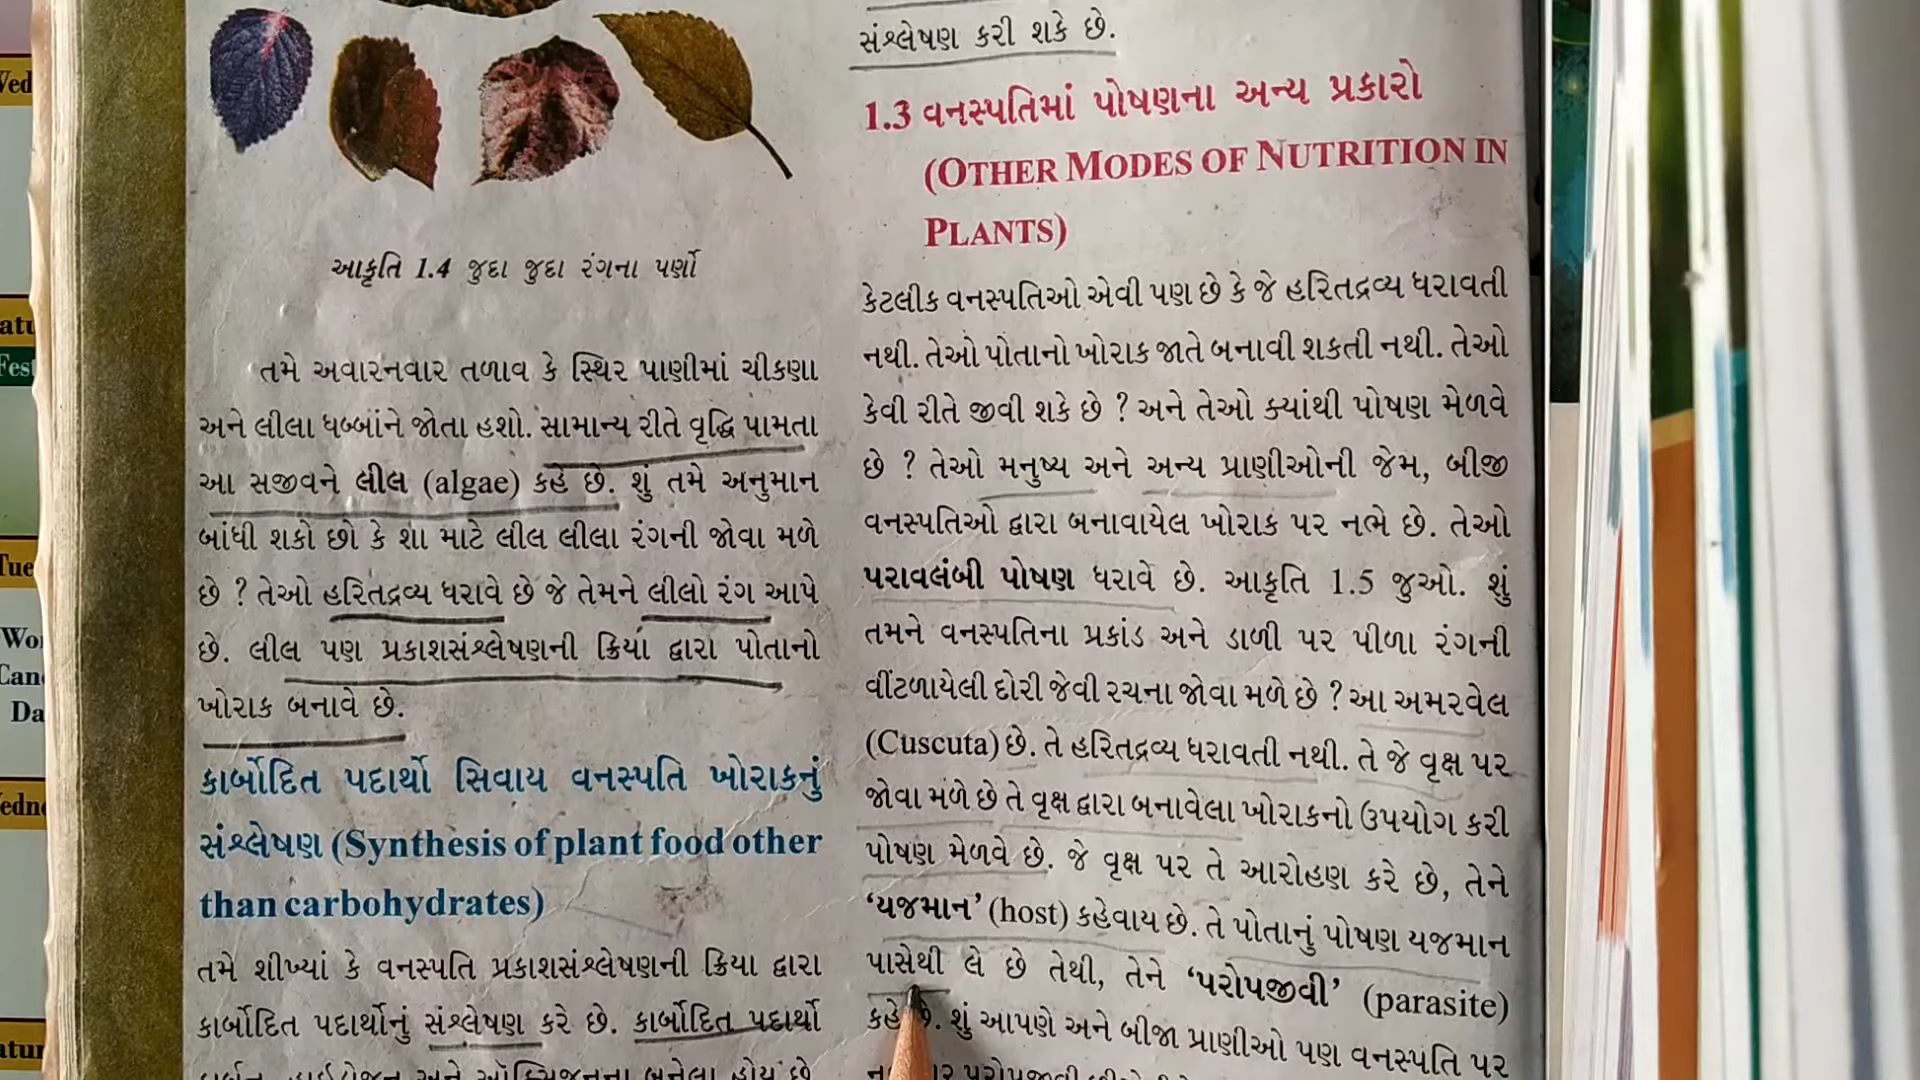 આકૃતિ 1.4 જુદા જુદા રંગના પર્ણો
તમે અવારનવાર તળાવ કે સ્થિર પાણીમાં ચીકણા
અને લીલા ધબ્બાંને જોતા હશો. સામાન્ય રીતે વૃદ્ધિ પામતા
આ સજીવને લીલ (algae) કહે છે. શું તમે અનુમાન
બાંધી શકો છો કે શા માટે લીલ લીલા રંગની જોવા મળે
છે ? તેઓ હરિતદ્રવ્ય ધરાવે છે જે તેમને લીલો રંગ આપે
છે. લીલ પણ પ્રકાશસંશ્લેષણની ક્રિયા દ્વારા પોતાનો
ખોરાક બનાવે છે.
કાર્બોદિત પદાર્થો સિવાય વનસ્પતિ ખોરાકનું
સંશ્લેષણ (Synthesis of plant food other
than carbohydrates)
તમે શીખ્યાં કે વનસ્પતિ પ્રકાશસંશ્લેષણની ક્રિયા દ્વારા
કાર્બોદિત પદાર્થોનું સંશ્લેષણ કરે છે. કાર્બોદિત પદાર્થો
સંશ્લેષણ કરી શકે છે.
1.3 વનસ્પતિમાં પોષણના અન્ય પ્રકારો
(OTHER MODES OF NUTRITION IN
PLANTS)
કેટલીક વનસ્પતિઓ એવી પણ છે કે જે હરિતદ્રવ્ય ધરાવતી
નથી. તેઓ પોતાનો ખોરાક જાતે બનાવી શકતી નથી. તેઓ
કેવી રીતે જીવી શકે છે ? અને તેઓ ક્યાંથી પોષણ મેળવે
છે ? તેઓ મનુષ્ય અને અન્ય પ્રાણીઓની જેમ, બીજી
વનસ્પતિઓ દ્વારા બનાવાયેલ ખોરાક પર નભે છે. તેઓ
પરાવલંબી પોષણ ધરાવે છે. આકૃતિ 1.5 જુઓ. શું
તમને વનસ્પતિના પ્રકાંડ અને ડાળી પર પીળા રંગની
વીંટળાયેલી દોરી જેવી રચના જોવા મળે છે ? આ અમરવેલ
(Cuscuta) છે. તે હરિતદ્રવ્ય ધરાવતી નથી. તે જે વૃક્ષ પર
જોવા મળે છે તે વૃક્ષ દ્વારા બનાવેલા ખોરાકનો ઉપયોગ કરી
પોષણ મેળવે છે. જે વૃક્ષ પર તે આરોહણ કરે છે, તેને
‘યજમાન’ (host) કહેવાય છે. તે પોતાનું પોષણ યજમાન
પાસેથી લે છે તેથી, તેને ‘પરોપજીવી’ (parasite)
કહે છે. શું આપણે અને બીજા પ્રાણીઓ પણ વનસ્પતિ પર